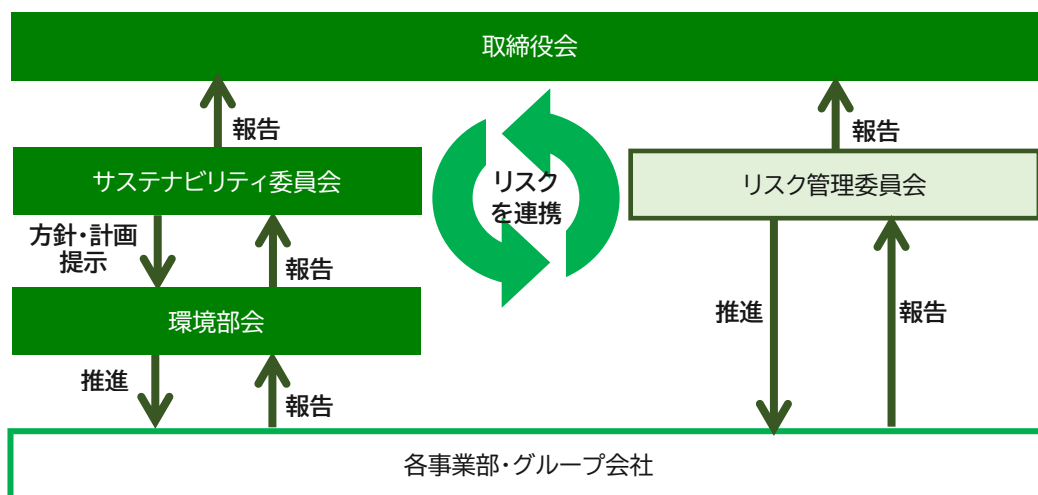 取締役会
報告
報告
サステナビリティ委員会
リスク
を連携
リスク管理委員会
方針・計画
提示
報告
環境部会
推進
報告
推進
報告
各事業部・グループ会社